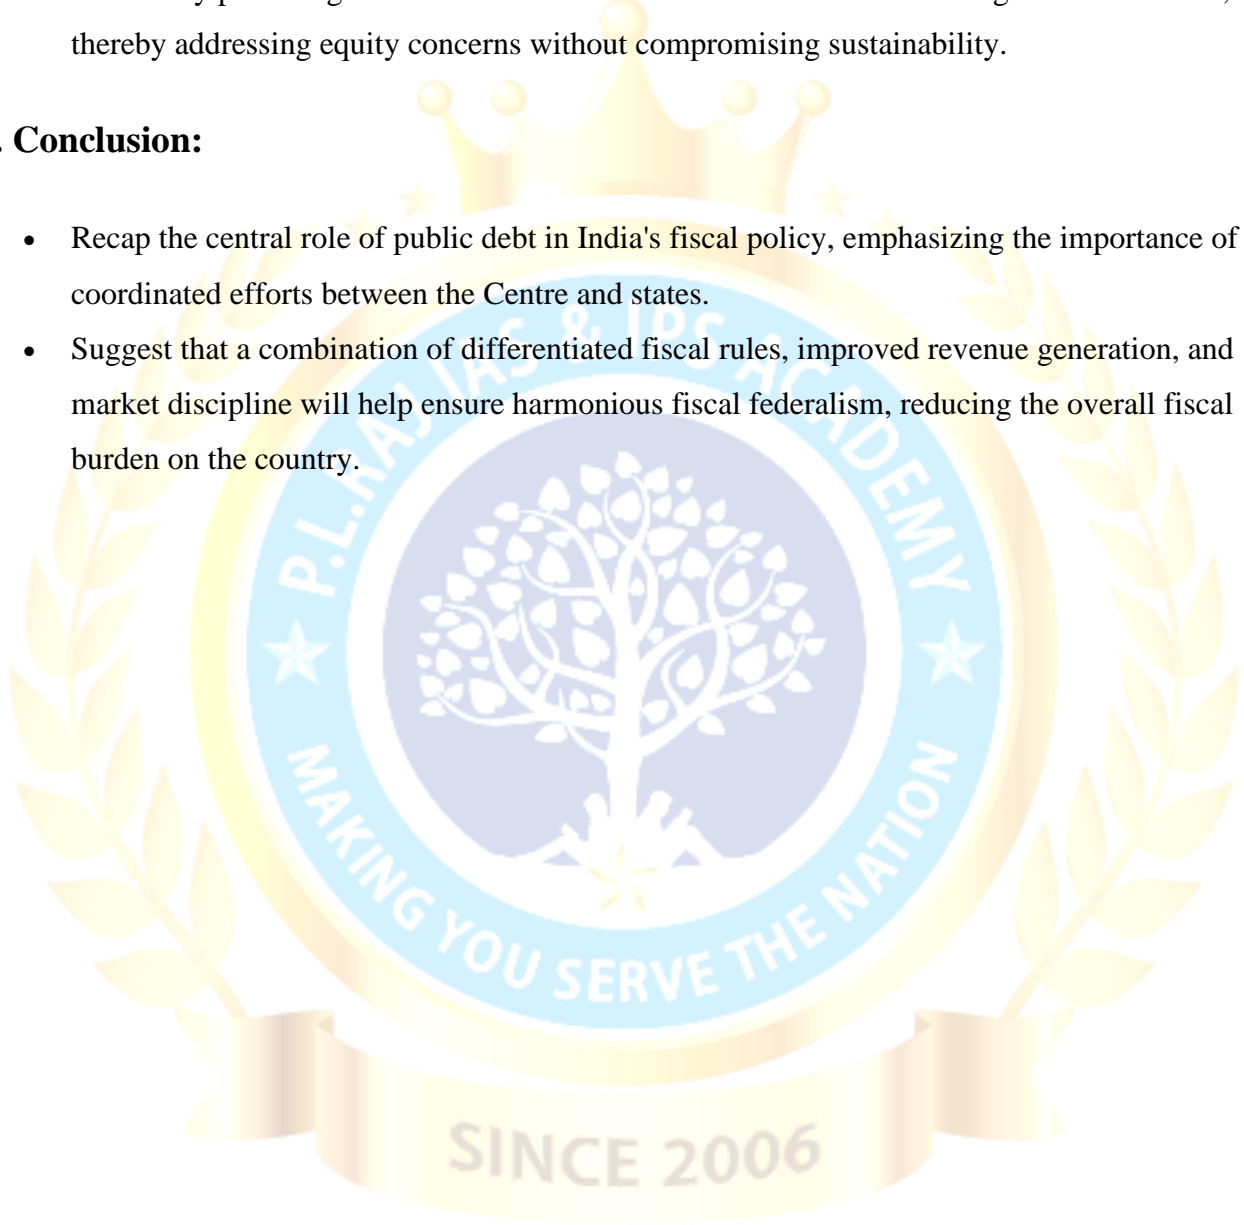 thereby addressing equity concerns without compromising sustainability.
. Conclusion:
• Recap the central role of public debt in India's fiscal policy, emphasizing the importance of
coordinated efforts between the Centre and states.
• Suggest that a combination of differentiated fiscal rules, improved revenue generation, and
market discipline will help ensure harmonious fiscal federalism, reducing the overall fiscal
burden on the country.
P.L.RAJ IAS & IPS ACADEMY
MAKING YOU SERVE THE NATION
SINCE 2006